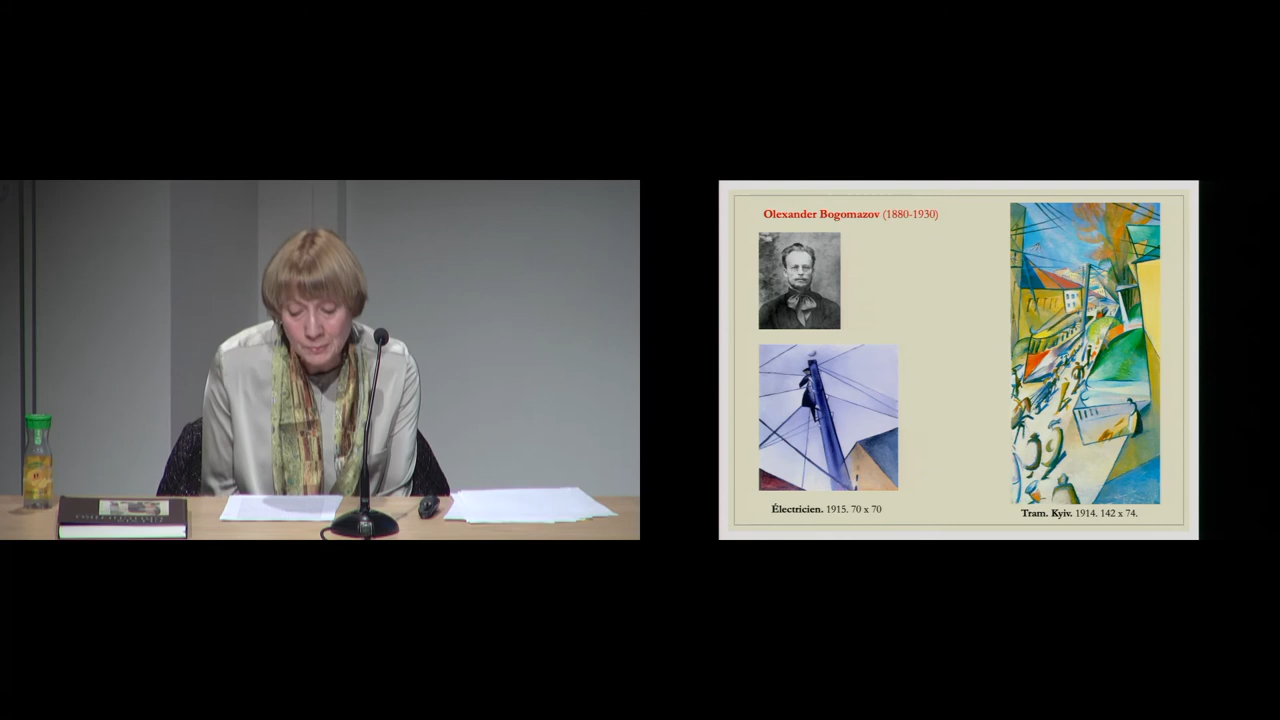 Olexander Bogomazov (1880-1930)
Électricien. 1915. 70 x 70
Tram. Kyiv. 1914. 142 x 74.